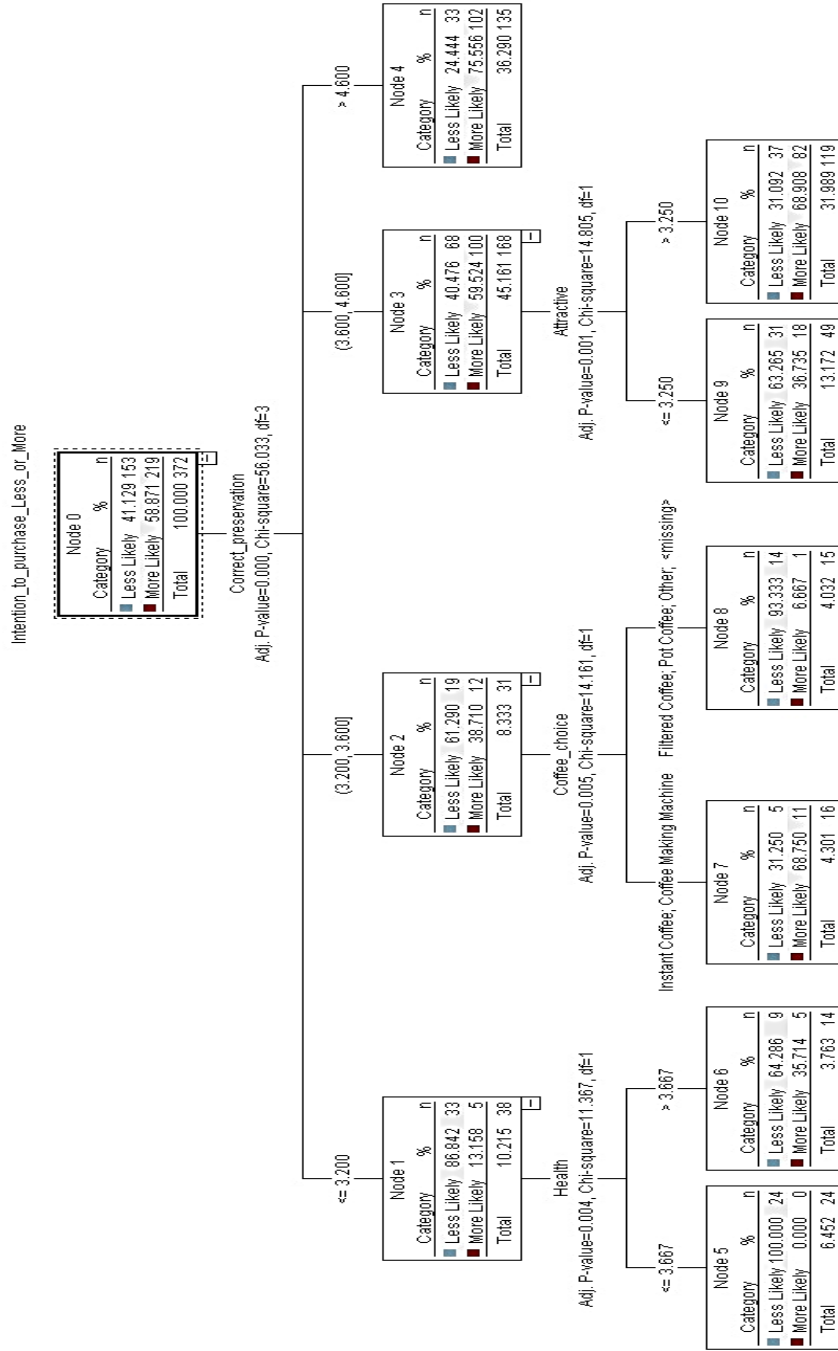 Intention_to_purchase_Less_or_More
Node 0
Category % n
Less Likely 41.129 153
More Likely 58.871 219
Total 100.000 372
Correct_preservation
Adj. P-value=0.000, Chi-square=56.033, df=3
<= 3.200
(3.200, 3.600]
(3.600, 4.600]
> 4.600
Node 1
Category % n
Less Likely 86.842 33
More Likely 13.158 5
Total 10.215 38
Node 2
Category % n
Less Likely 61.290 19
More Likely 38.710 12
Total 8.333 31
Node 3
Category % n
Less Likely 40.476 68
More Likely 59.524 100
Total 45.161 168
Node 4
Category % n
Less Likely 24.444 33
More Likely 75.556 102
Total 36.290 135
Health
Adj. P-value=0.004, Chi-square=11.367, df=1
Coffee_choice
Adj. P-value=0.005, Chi-square=14.161, df=1
Attractive
Adj. P-value=0.001, Chi-square=14.805, df=1
<= 3.667
> 3.667
Instant Coffee; Coffee Making Machine
Filtered Coffee; Pot Coffee; Other; <missing>
<= 3.250
> 3.250
Node 5
Category % n
Less Likely 100.000 24
More Likely 0.000 0
Total 6.452 24
Node 6
Category % n
Less Likely 64.286 9
More Likely 35.714 5
Total 3.763 14
Node 7
Category % n
Less Likely 31.250 5
More Likely 68.750 11
Total 4.301 16
Node 8
Category % n
Less Likely 93.333 14
More Likely 6.667 1
Total 4.032 15
Node 9
Category % n
Less Likely 63.265 31
More Likely 36.735 18
Total 13.172 49
Node 10
Category % n
Less Likely 31.092 37
More Likely 68.908 82
Total 31.989 119